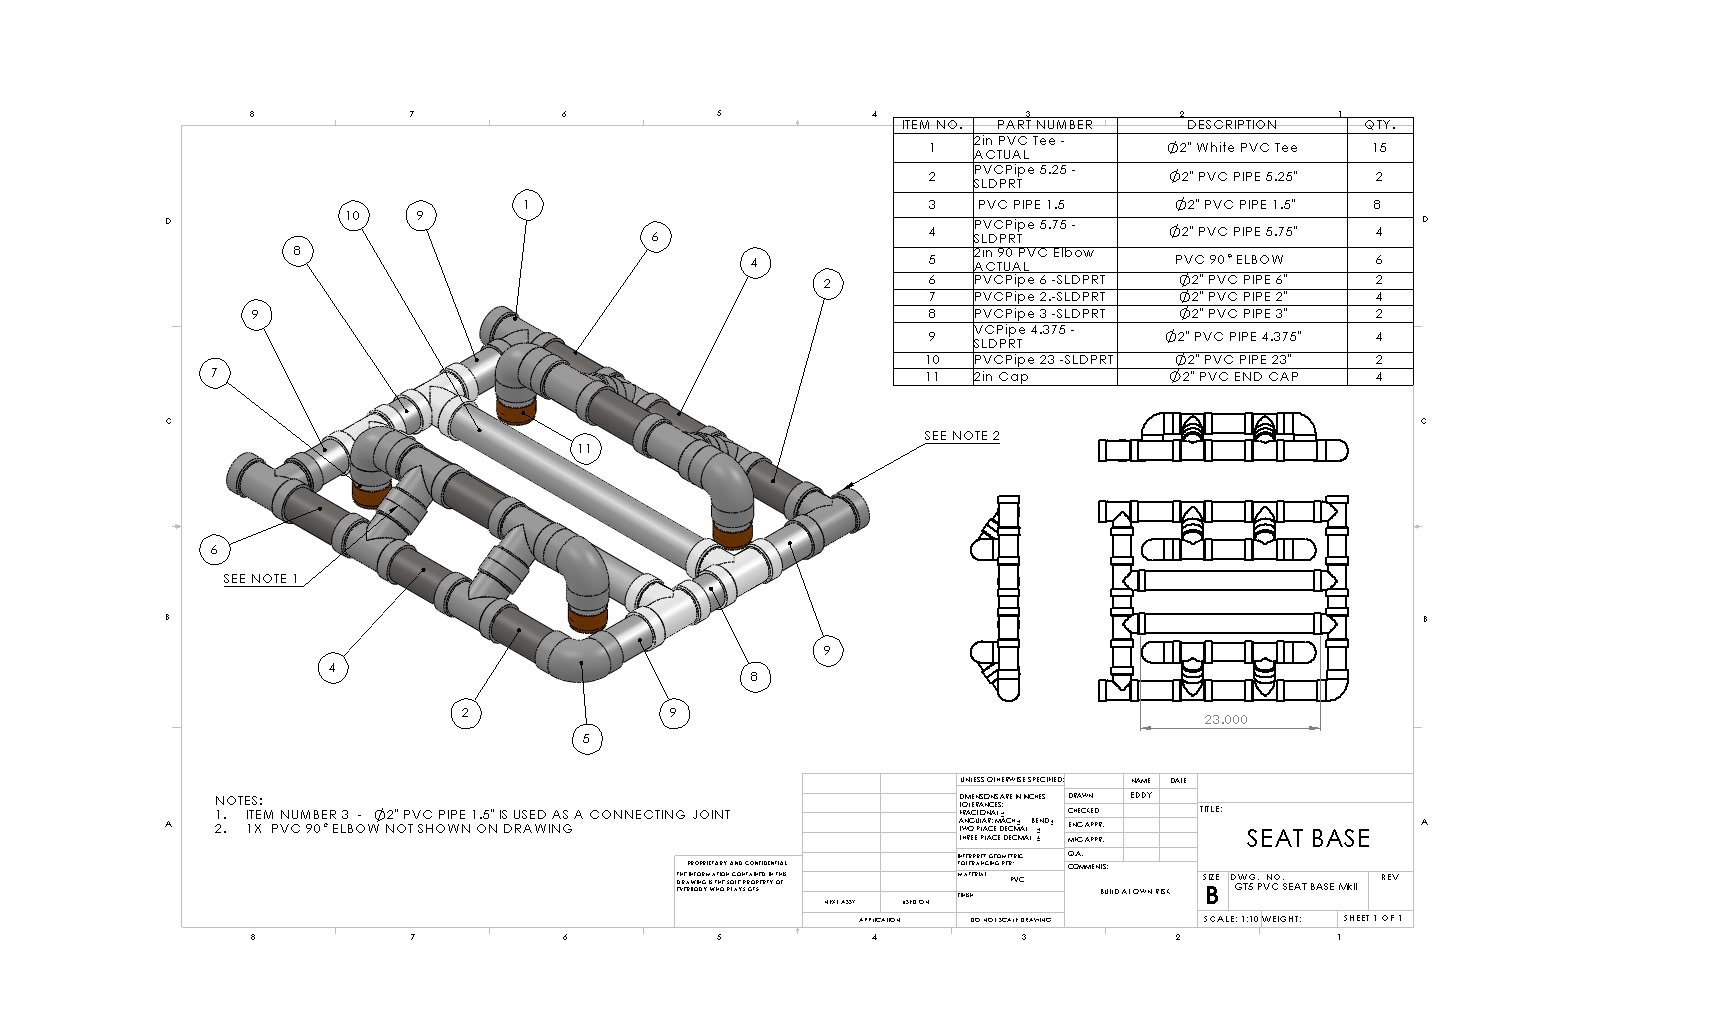 8 7 6 5 4 3 2 1
ITEM NO. PART NUMBER DESCRIPTION QTY.
1 2in PVC Tee - ACTUAL Ø2" White PVC Tee 15
2 PVCPipe 5.25 - SLDPRT Ø2" PVC PIPE 5.25" 2
3 PVC PIPE 1.5 Ø2" PVC PIPE 1.5" 8
4 PVCPipe 5.75 - SLDPRT Ø2" PVC PIPE 5.75" 4
5 2in 90 PVC Elbow ACTUAL PVC 90° ELBOW 6
6 PVCPipe 6 -SLDPRT Ø2" PVC PIPE 6" 2
7 PVCPipe 2.-SLDPRT Ø2" PVC PIPE 2" 4
8 PVCPipe 3 -SLDPRT Ø2" PVC PIPE 3" 2
9 VCPipe 4.375 - SLDPRT Ø2" PVC PIPE 4.375" 4
10 PVCPipe 23 -SLDPRT Ø2" PVC PIPE 23" 2
11 2in Cap Ø2" PVC END CAP 4
D
D
10
9
1
6
8
4
2
9
7
C
C
11
SEE NOTE 2
6
SEE NOTE 1
B
B
4
9
8
2
9
5
23.000
NOTES:
1. ITEM NUMBER 3 - Ø2" PVC PIPE 1.5" IS USED AS A CONNECTING JOINT
2. 1X PVC 90° ELBOW NOT SHOWN ON DRAWING
A
A
PROPRIETARY AND CONFIDENTIAL
THE INFORMATION CONTAINED IN THIS
DRAWING IS THE SOLE PROPERTY OF
EVERYBODY WHO PLAYS GT5
NEXT ASSY USED ON
APPLICATION
UNLESS OTHERWISE SPECIFIED:
DIMENSIONS ARE IN INCHES
TOLERANCES:
FRACTIONAL ±
ANGULAR: MACH ± BEND ±
TWO PLACE DECIMAL ±
THREE PLACE DECIMAL ±
INTERPRET GEOMETRIC
TOLERANCING PER:
MATERIAL
PVC
FINISH
DO NOT SCALE DRAWING
NAME DATE
DRAWN EDDY
CHECKED
ENG APPR.
MFG APPR.
Q.A.
COMMENTS:
BUILD AT OWN RISK
TITLE:
SEAT BASE
SIZE DWG. NO. REV
B GT5 PVC SEAT BASE MkII
SCALE: 1:10 WEIGHT: SHEET 1 OF 1
8 7 6 5 4 3 2 1